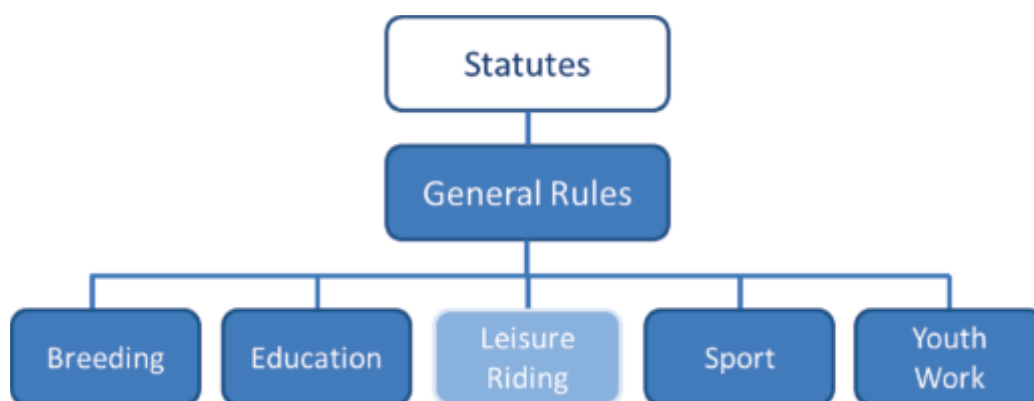 Statutes
General Rules
Breeding
Education
Leisure
Riding
Sport
Youth
Work